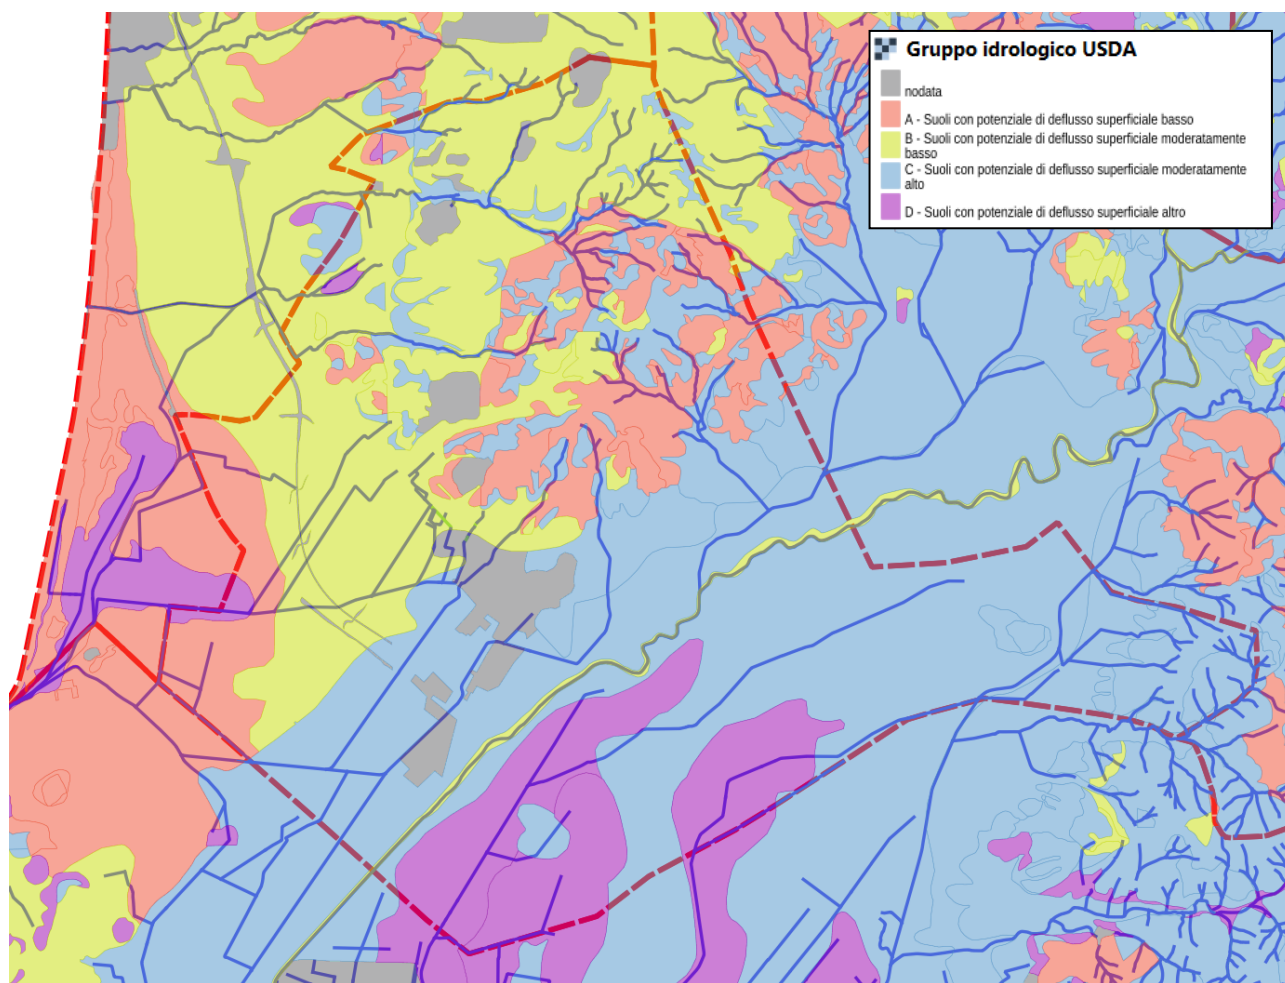 Gruppo idrologico USDA
nodata
A - Suoli con potenziale di deflusso superficiale basso
B - Suoli con potenziale di deflusso superficiale moderatamente
basso
C - Suoli con potenziale di deflusso superficiale moderatamente
alto
D - Suoli con potenziale di deflusso superficiale altro